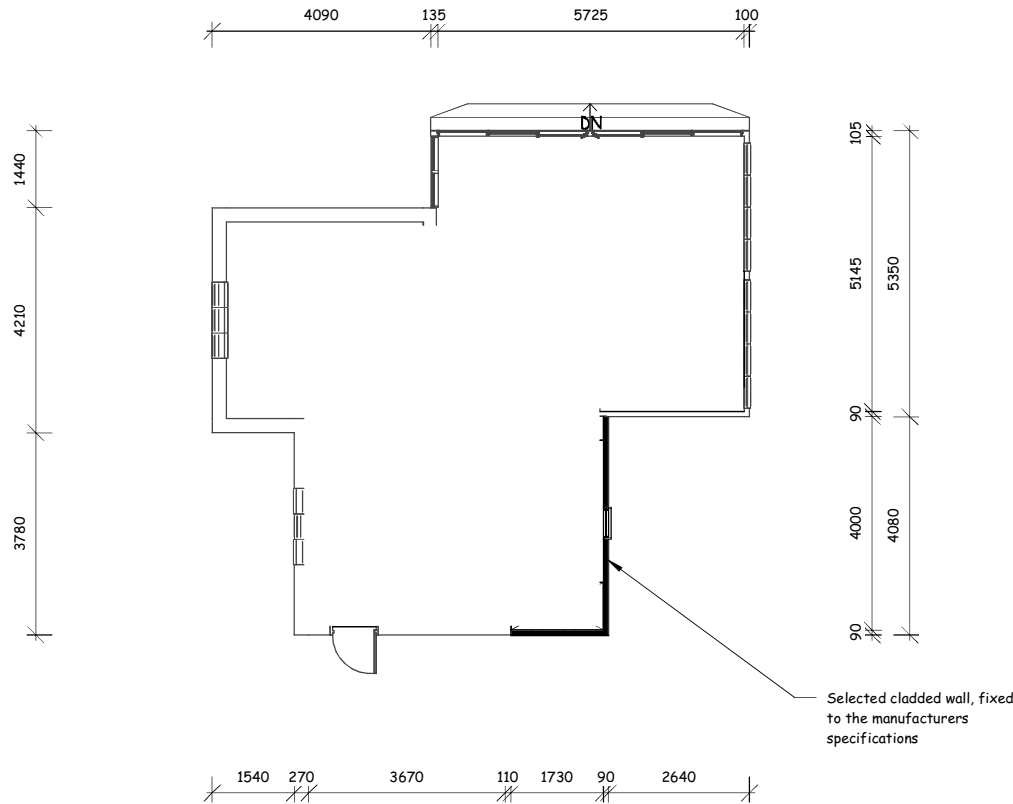 4090 135 5725 100
DN
1440
4210
3780
105
5145
90
4000
90
5350
4080
Selected cladded wall, fixed
to the manufacturers
specifications
1540 270 3670 110 1730 90 2640